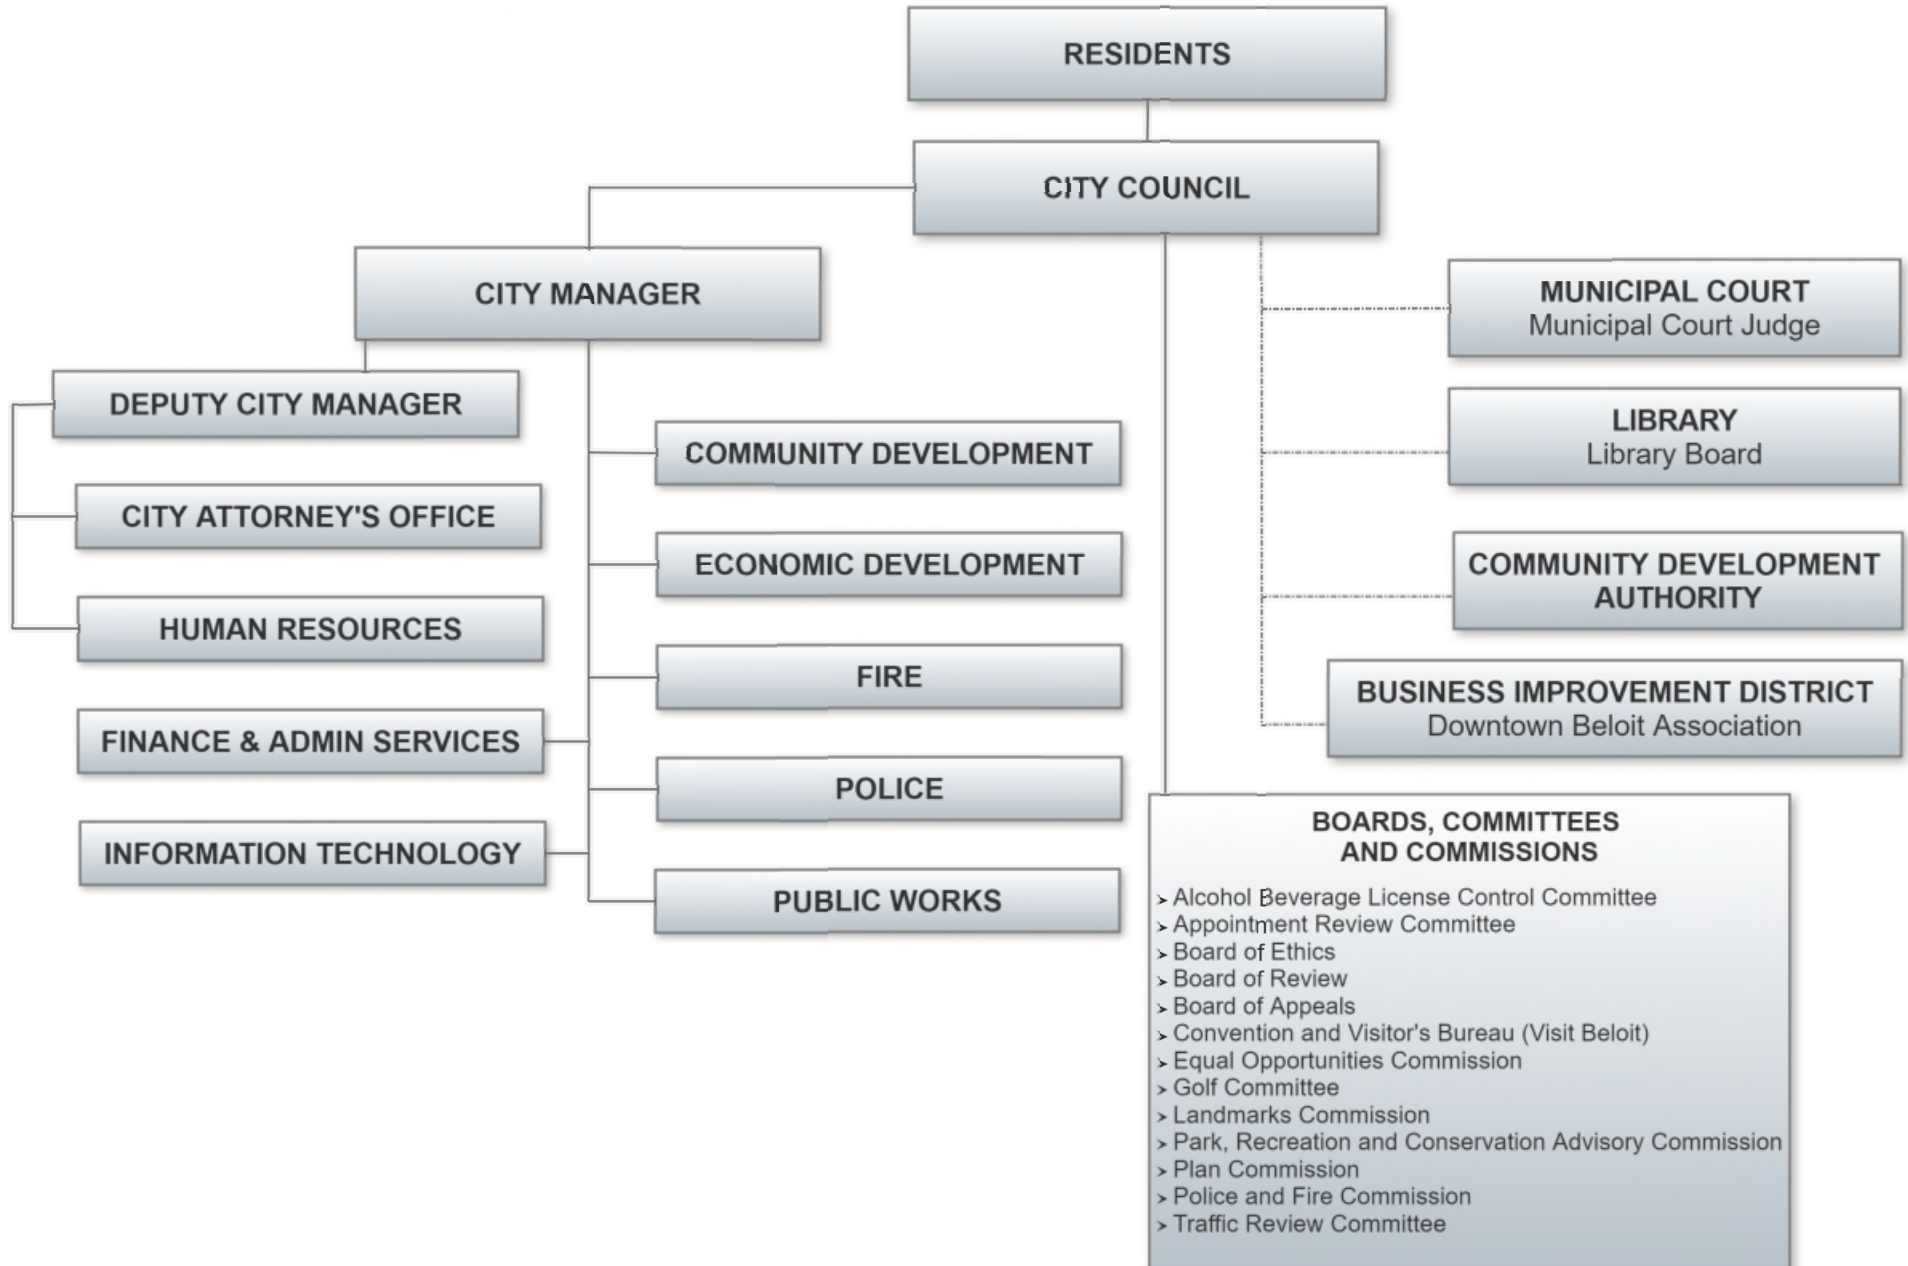 RESIDENTS
CITY COUNCIL
CITY MANAGER
DEPUTY CITY MANAGER
CITY ATTORNEY'S OFFICE
HUMAN RESOURCES
FINANCE & ADMIN SERVICES
INFORMATION TECHNOLOGY
COMMUNITY DEVELOPMENT
ECONOMIC DEVELOPMENT
FIRE
POLICE
PUBLIC WORKS
MUNICIPAL COURT
Municipal Court Judge
LIBRARY
Library Board
COMMUNITY DEVELOPMENT
AUTHORITY
BUSINESS IMPROVEMENT DISTRICT
Downtown Beloit Association
BOARDS, COMMITTEES
AND COMMISSIONS
➤ Alcohol Beverage License Control Committee
➤ Appointment Review Committee
➤ Board of Ethics
➤ Board of Review
➤ Board of Appeals
➤ Convention and Visitor's Bureau (Visit Beloit)
➤ Equal Opportunities Commission
➤ Golf Committee
➤ Landmarks Commission
➤ Park, Recreation and Conservation Advisory Commission
➤ Plan Commission
➤ Police and Fire Commission
➤ Traffic Review Committee